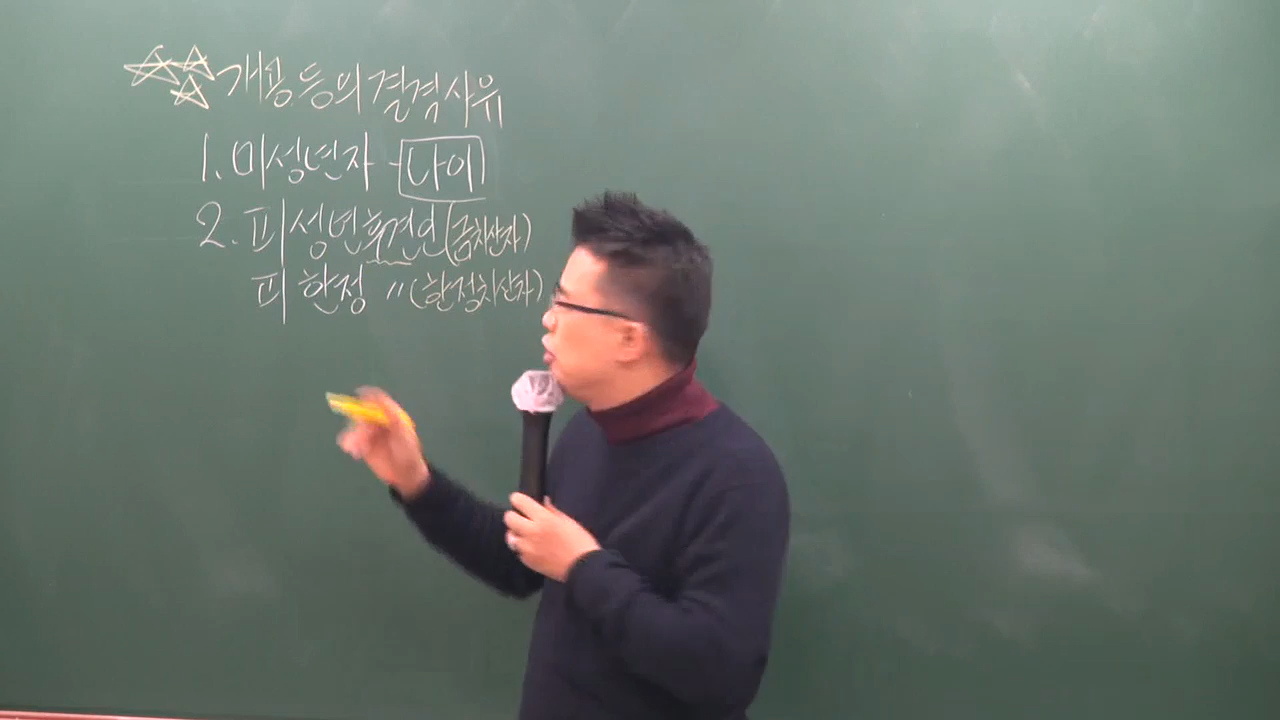 개공등의결격사유
1. 미성년자 - 나이
2. 피성년후견인(금치산자)
피한정 〃(한정치산자)